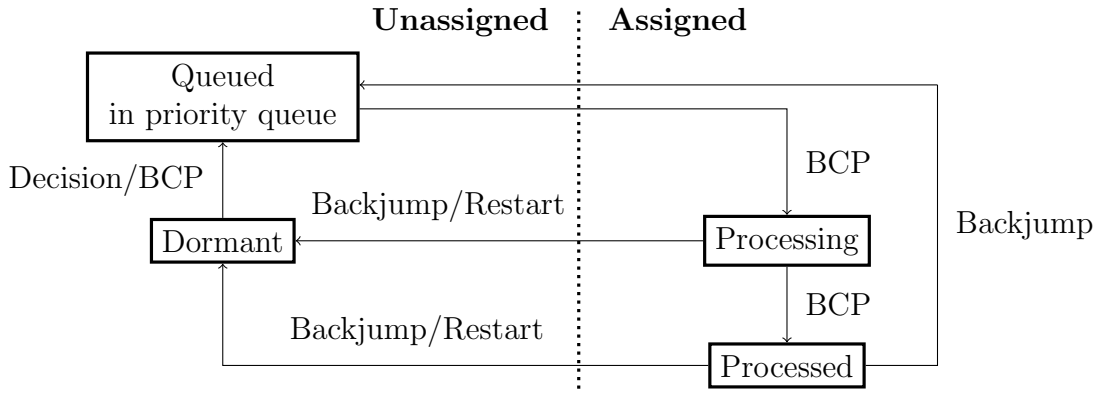 Unassigned
Assigned
Queued
in priority queue
BCP
Decision/BCP
Backjump/Restart
Backjump
Dormant
Processing
BCP
Backjump/Restart
Processed